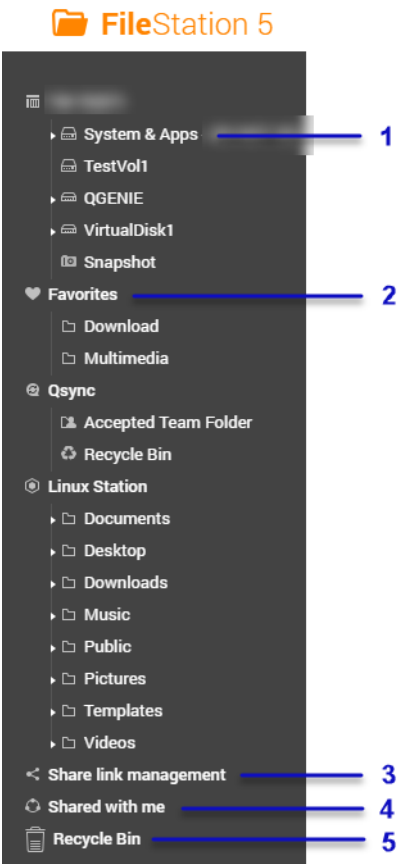 FileStation 5
System & Apps
1
TestVol1
QGENIE
VirtualDisk1
Snapshot
Favorites
2
Download
Multimedia
Qsync
Accepted Team Folder
Recycle Bin
Linux Station
Documents
Desktop
Downloads
Music
Public
Pictures
Templates
Videos
Share link management
3
Shared with me
4
Recycle Bin
5